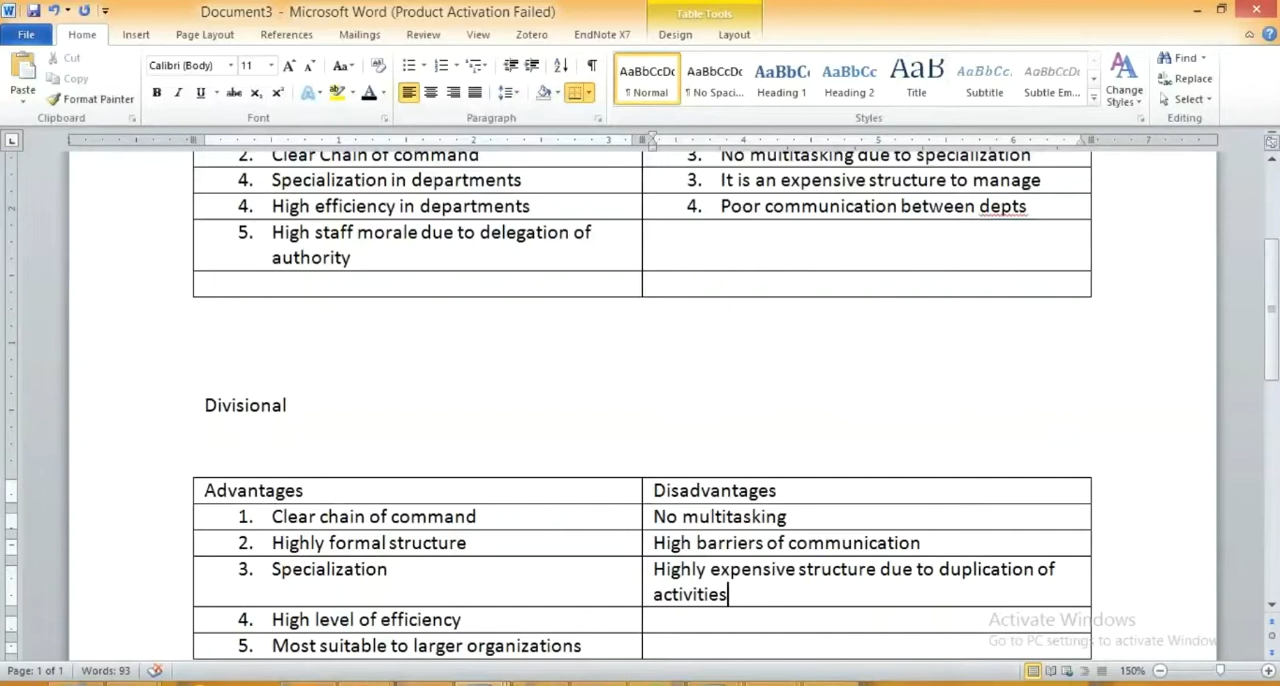 Document3 - Microsoft Word (Product Activation Failed)
Table Tools
File Home Insert Page Layout References Mailings Review View Zotero EndNote X7 Design Layout
Paste
Cut
Copy
Format Painter
Clipboard
Calibri (Body) 11
Font
Paragraph
AaBbCcDc AaBbCcDc AaBbC AaBbCc AaB AaBbCc. AaBbCcDc
¶ Normal ¶ No Spaci... Heading 1 Heading 2 Title Subtitle Subtle Em...
Change Styles
Styles
Find
Replace
Select
Editing
2. Clear Chain of command 3. No multitasking due to specialization
4. Specialization in departments 3. It is an expensive structure to manage
4. High efficiency in departments 4. Poor communication between depts
5. High staff morale due to delegation of
authority
Divisional
Advantages Disadvantages
1. Clear chain of command No multitasking
2. Highly formal structure High barriers of communication
3. Specialization Highly expensive structure due to duplication of
activities
4. High level of efficiency
5. Most suitable to larger organizations
Activate Windows
Go to PC settings to activate Window
Page: 1 of 1 Words: 93 150%